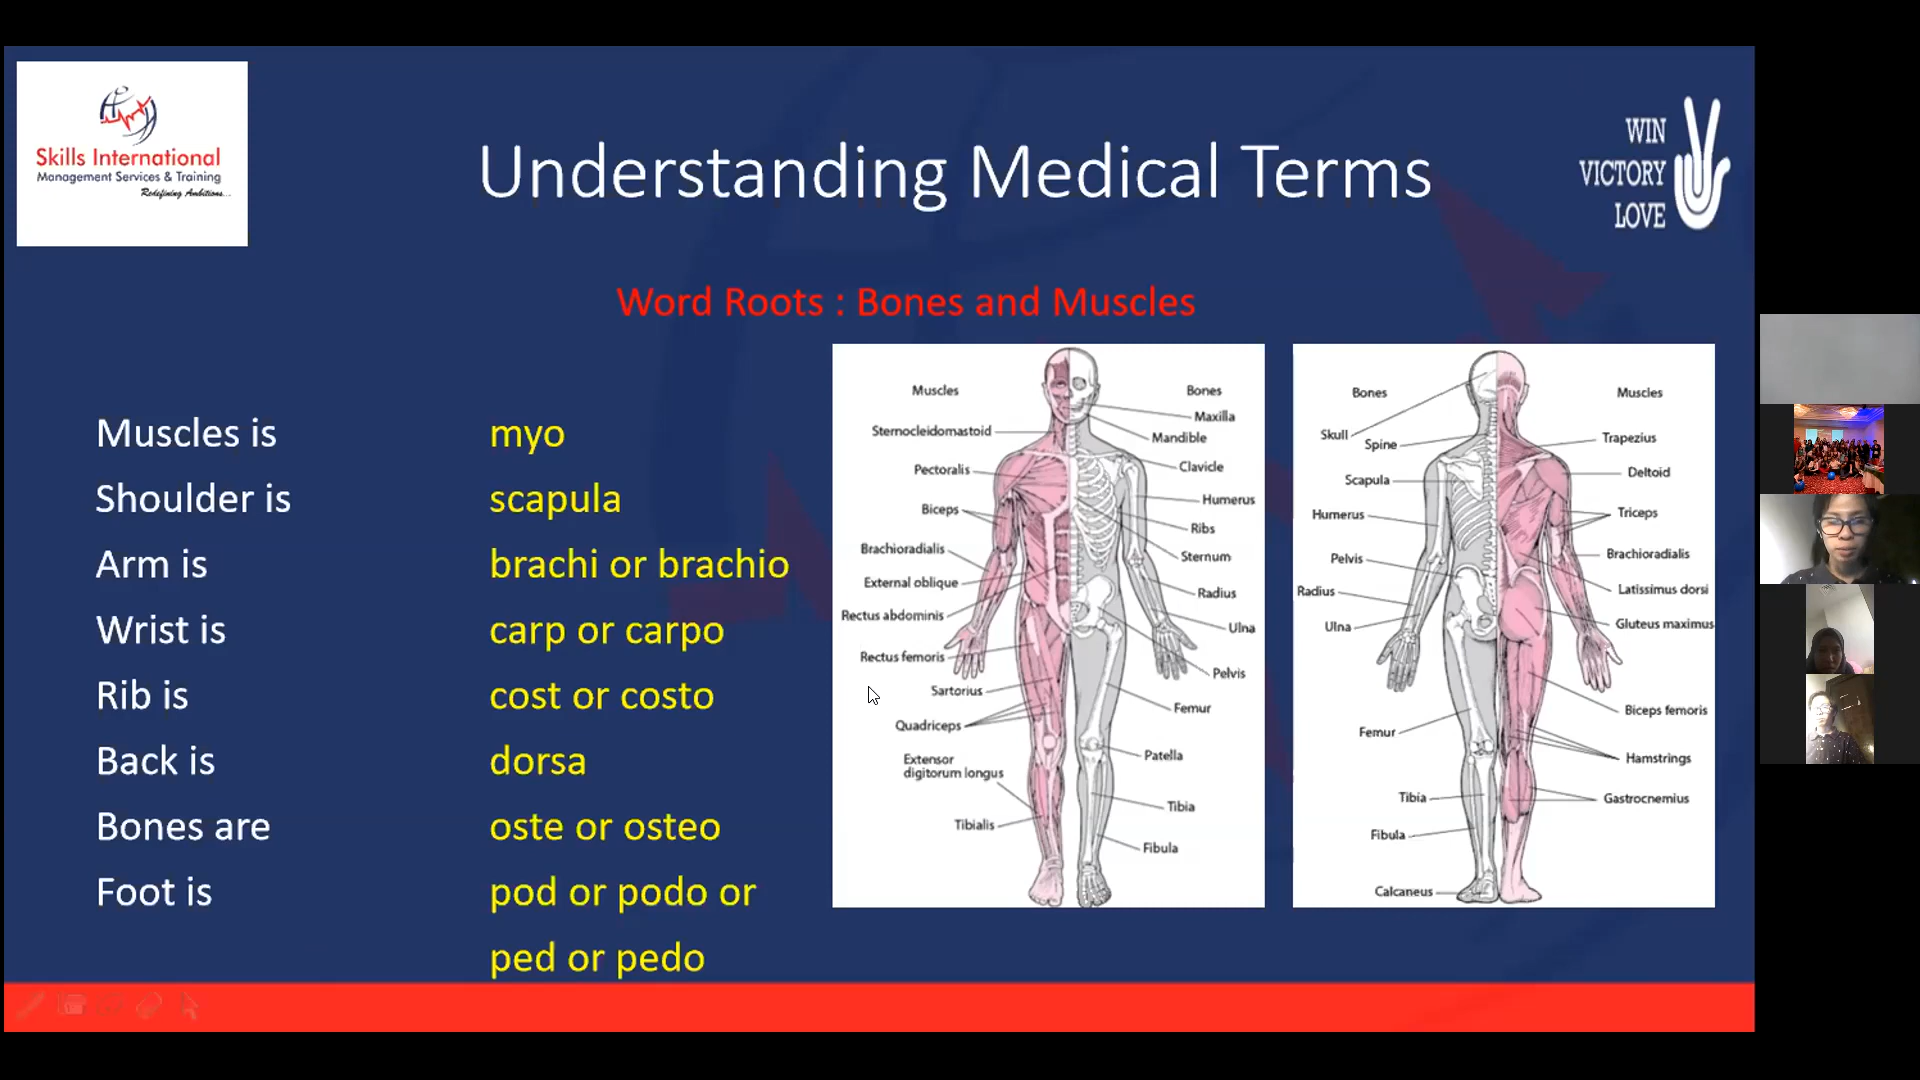 Skills International
Management Services & Training
Redefining Ambitions...
Understanding Medical Terms
WIN
VICTORY
LOVE
Word Roots : Bones and Muscles
Muscles is myo
Shoulder is scapula
Arm is brachi or brachio
Wrist is carp or carpo
Rib is cost or costo
Back is dorsa
Bones are oste or osteo
Foot is pod or podo or
ped or pedo
Muscles
Sternocleidomastoid
Pectoralis
Biceps
Brachioradialis
External oblique
Rectus abdominis
Rectus femoris
Sartorius
Quadriceps
Extensor
digitorum longus
Tibialis
Bones
Maxilla
Mandible
Clavicle
Humerus
Ribs
Sternum
Radius
Ulna
Pelvis
Femur
Patella
Tibia
Fibula
Bones
Skull
Spine
Scapula
Humerus
Pelvis
Radius
Ulna
Femur
Tibia
Fibula
Calcaneus
Muscles
Trapezius
Deltoid
Triceps
Brachioradialis
Latissimus dorsi
Gluteus maximus
Biceps femoris
Hamstrings
Gastrocnemius